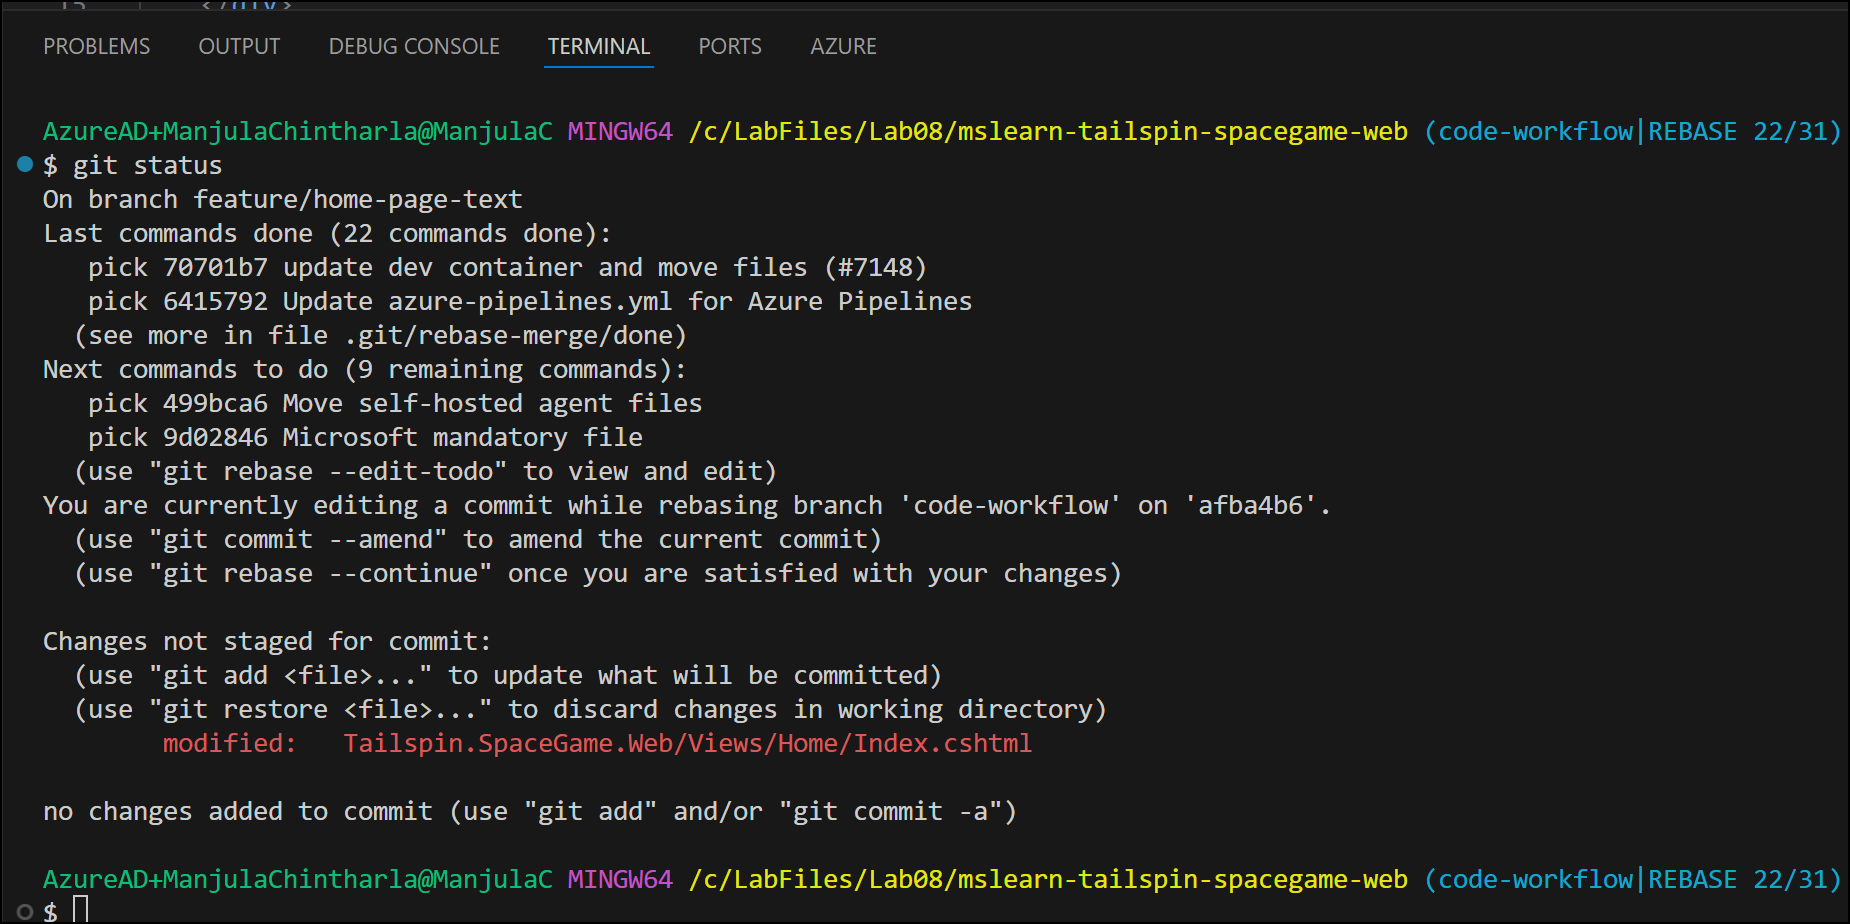 PROBLEMS OUTPUT DEBUG CONSOLE TERMINAL PORTS AZURE
AzureAD+ManjulaChintharla@ManjulaC MINGW64 /c/LabFiles/Lab08/mslearn-tailspin-spacegame-web (code-workflow|REBASE 22/31)
$ git status
On branch feature/home-page-text
Last commands done (22 commands done):
   pick 70701b7 update dev container and move files (#7148)
   pick 6415792 Update azure-pipelines.yml for Azure Pipelines
  (see more in file .git/rebase-merge/done)
Next commands to do (9 remaining commands):
   pick 499bca6 Move self-hosted agent files
   pick 9d02846 Microsoft mandatory file
  (use "git rebase --edit-todo" to view and edit)
You are currently editing a commit while rebasing branch 'code-workflow' on 'afba4b6'.
  (use "git commit --amend" to amend the current commit)
  (use "git rebase --continue" once you are satisfied with your changes)
Changes not staged for commit:
  (use "git add <file>..." to update what will be committed)
  (use "git restore <file>..." to discard changes in working directory)
        modified:   Tailspin.SpaceGame.Web/Views/Home/Index.cshtml
no changes added to commit (use "git add" and/or "git commit -a")
AzureAD+ManjulaChintharla@ManjulaC MINGW64 /c/LabFiles/Lab08/mslearn-tailspin-spacegame-web (code-workflow|REBASE 22/31)
$